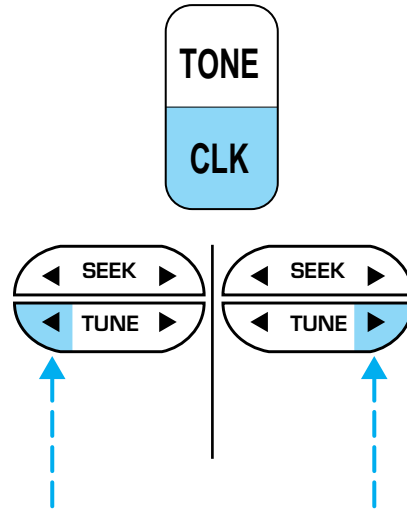 TONE
CLK
◀ SEEK ▶
◀ TUNE ▶
◀ SEEK ▶
◀ TUNE ▶